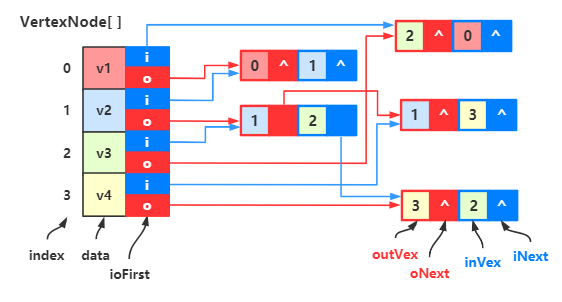 VertexNode[ ]
2 ^ 0 ^
0 v1 i o 0 ^ 1 ^
1 v2 i o 1 2 1 ^ 3 ^
2 v3 i o
3 v4 i o 3 ^ 2 ^
index data ioFirst outVex oNext inVex iNext